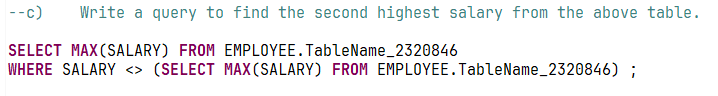 --c)    Write a query to find the second highest salary from the above table.
SELECT MAX(SALARY) FROM EMPLOYEE.TableName_2320846
WHERE SALARY <> (SELECT MAX(SALARY) FROM EMPLOYEE.TableName_2320846) ;